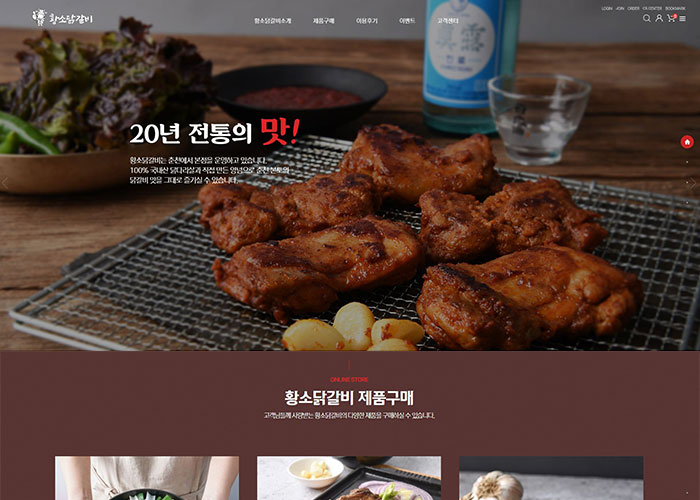 황소닭갈비
LOGIN JOIN ORDER CS CENTER BOOKMARK
황소닭갈비소개 제품구매 이용후기 이벤트 고객센터
20년 전통의 맛!
황소닭갈비는 춘천에서 본점을 운영하고 있습니다.
100% 국내산 닭다리살과 직접 만든 양념으로 춘천 본토의
닭갈비 맛을 그대로 즐기실 수 있습니다.
ONLINE STORE
황소닭갈비 제품구매
고객님들께 사랑받는 황소닭갈비의 다양한 제품을 구매하실 수 있습니다.